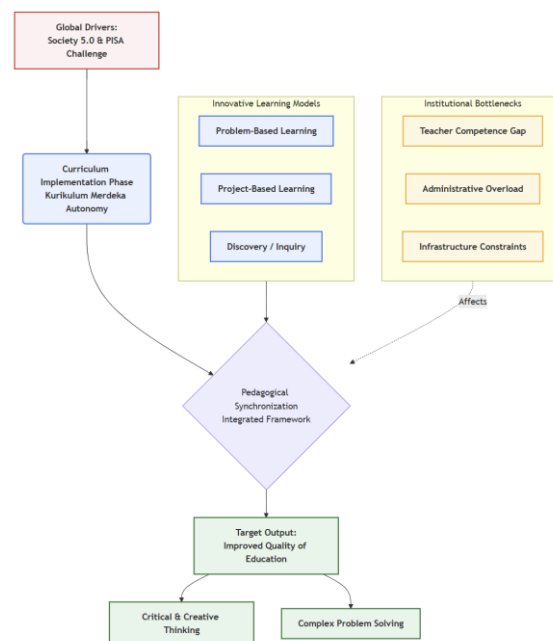 Global Drivers:
Society 5.0 & PISA
Challenge
Innovative Learning Models
Institutional Bottlenecks
Problem-Based Learning
Teacher Competence Gap
Curriculum
Implementation Phase
Kurikulum Merdeka
Autonomy
Project-Based Learning
Administrative Overload
Discovery / Inquiry
Infrastructure Constraints
Affects
Pedagogical
Synchronization
Integrated Framework
Target Output:
Improved Quality of
Education
Critical & Creative
Thinking
Complex Problem Solving